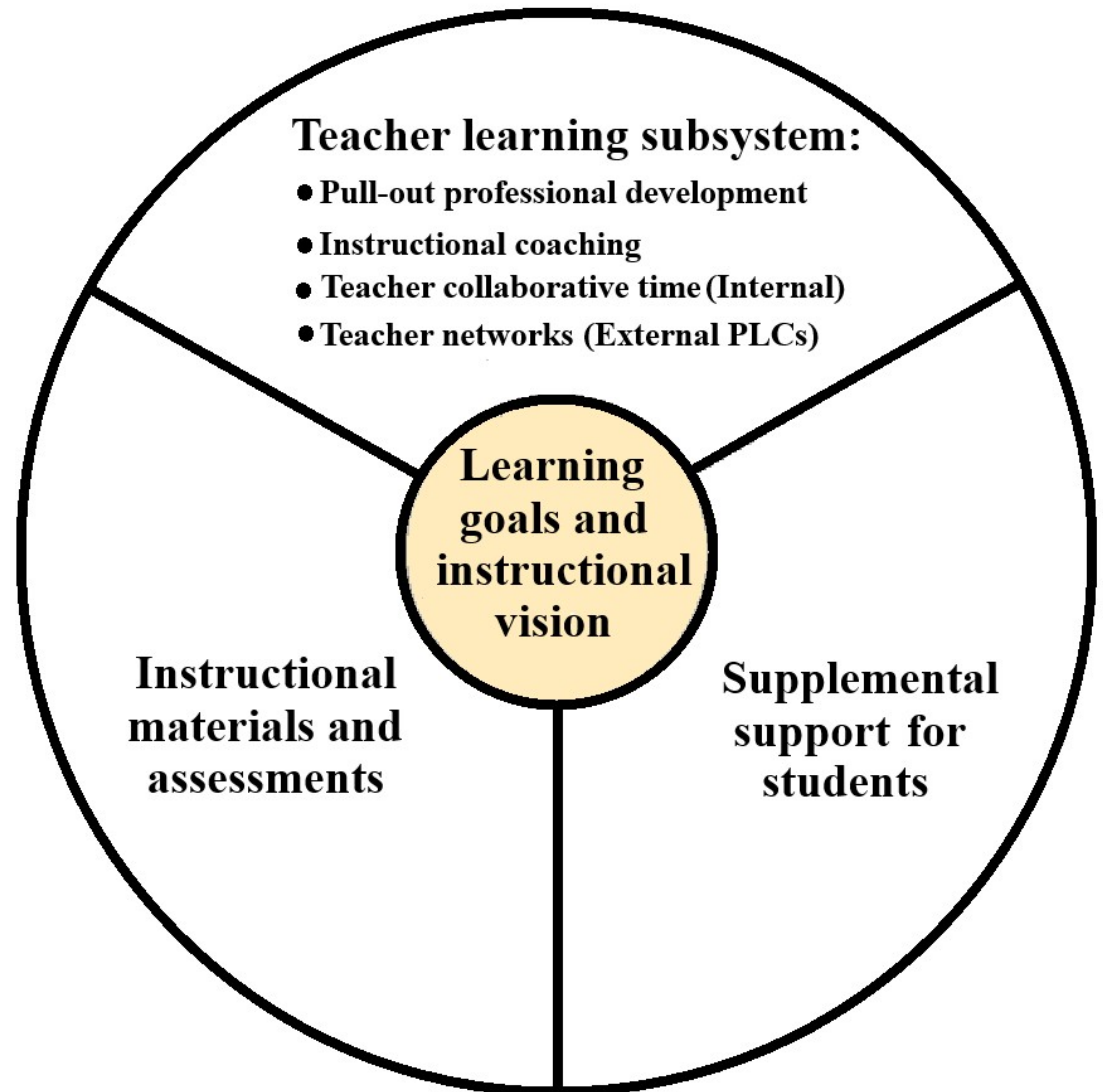 Teacher learning subsystem:
• Pull-out professional development
• Instructional coaching
• Teacher collaborative time (Internal)
• Teacher networks (External PLCs)
Learning
goals and
instructional
vision
Instructional
materials and
assessments
Supplemental
support for
students